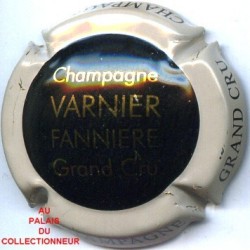 Champagne
VARNIER
FANNIERE
Grand Cru
CHAMPAGNE
GRAND CRU
AU
PALAIS
DU
COLLECTIONNEUR